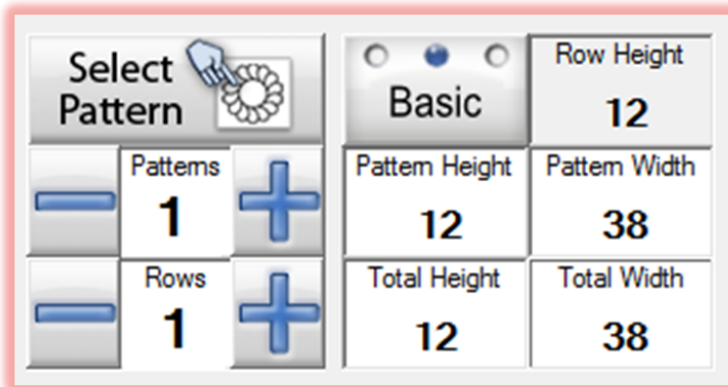 Select
Pattern
Basic
Row Height
12
Patterns
1
Pattern Height
12
Pattern Width
38
Rows
1
Total Height
12
Total Width
38